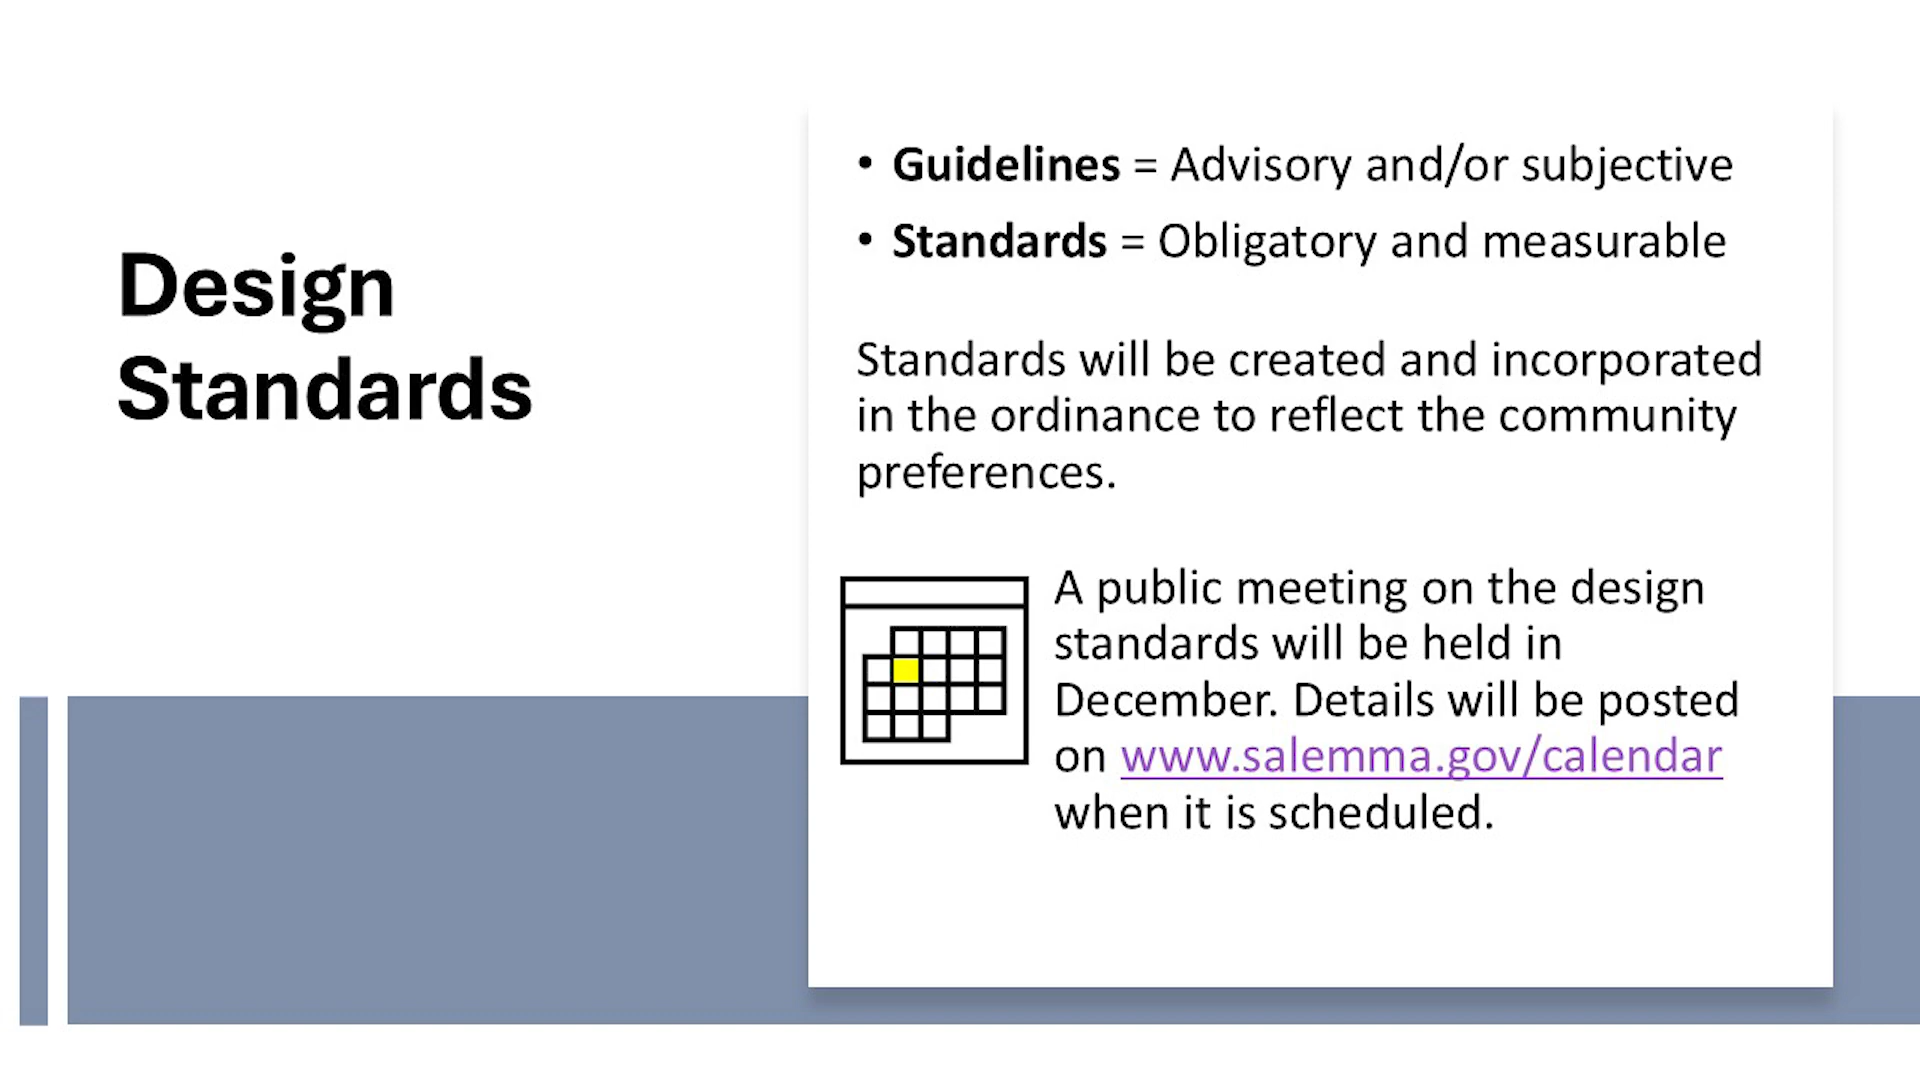 Design
Standards
• Guidelines = Advisory and/or subjective
• Standards = Obligatory and measurable
Standards will be created and incorporated
in the ordinance to reflect the community
preferences.
A public meeting on the design
standards will be held in
December. Details will be posted
on www.salemma.gov/calendar
when it is scheduled.